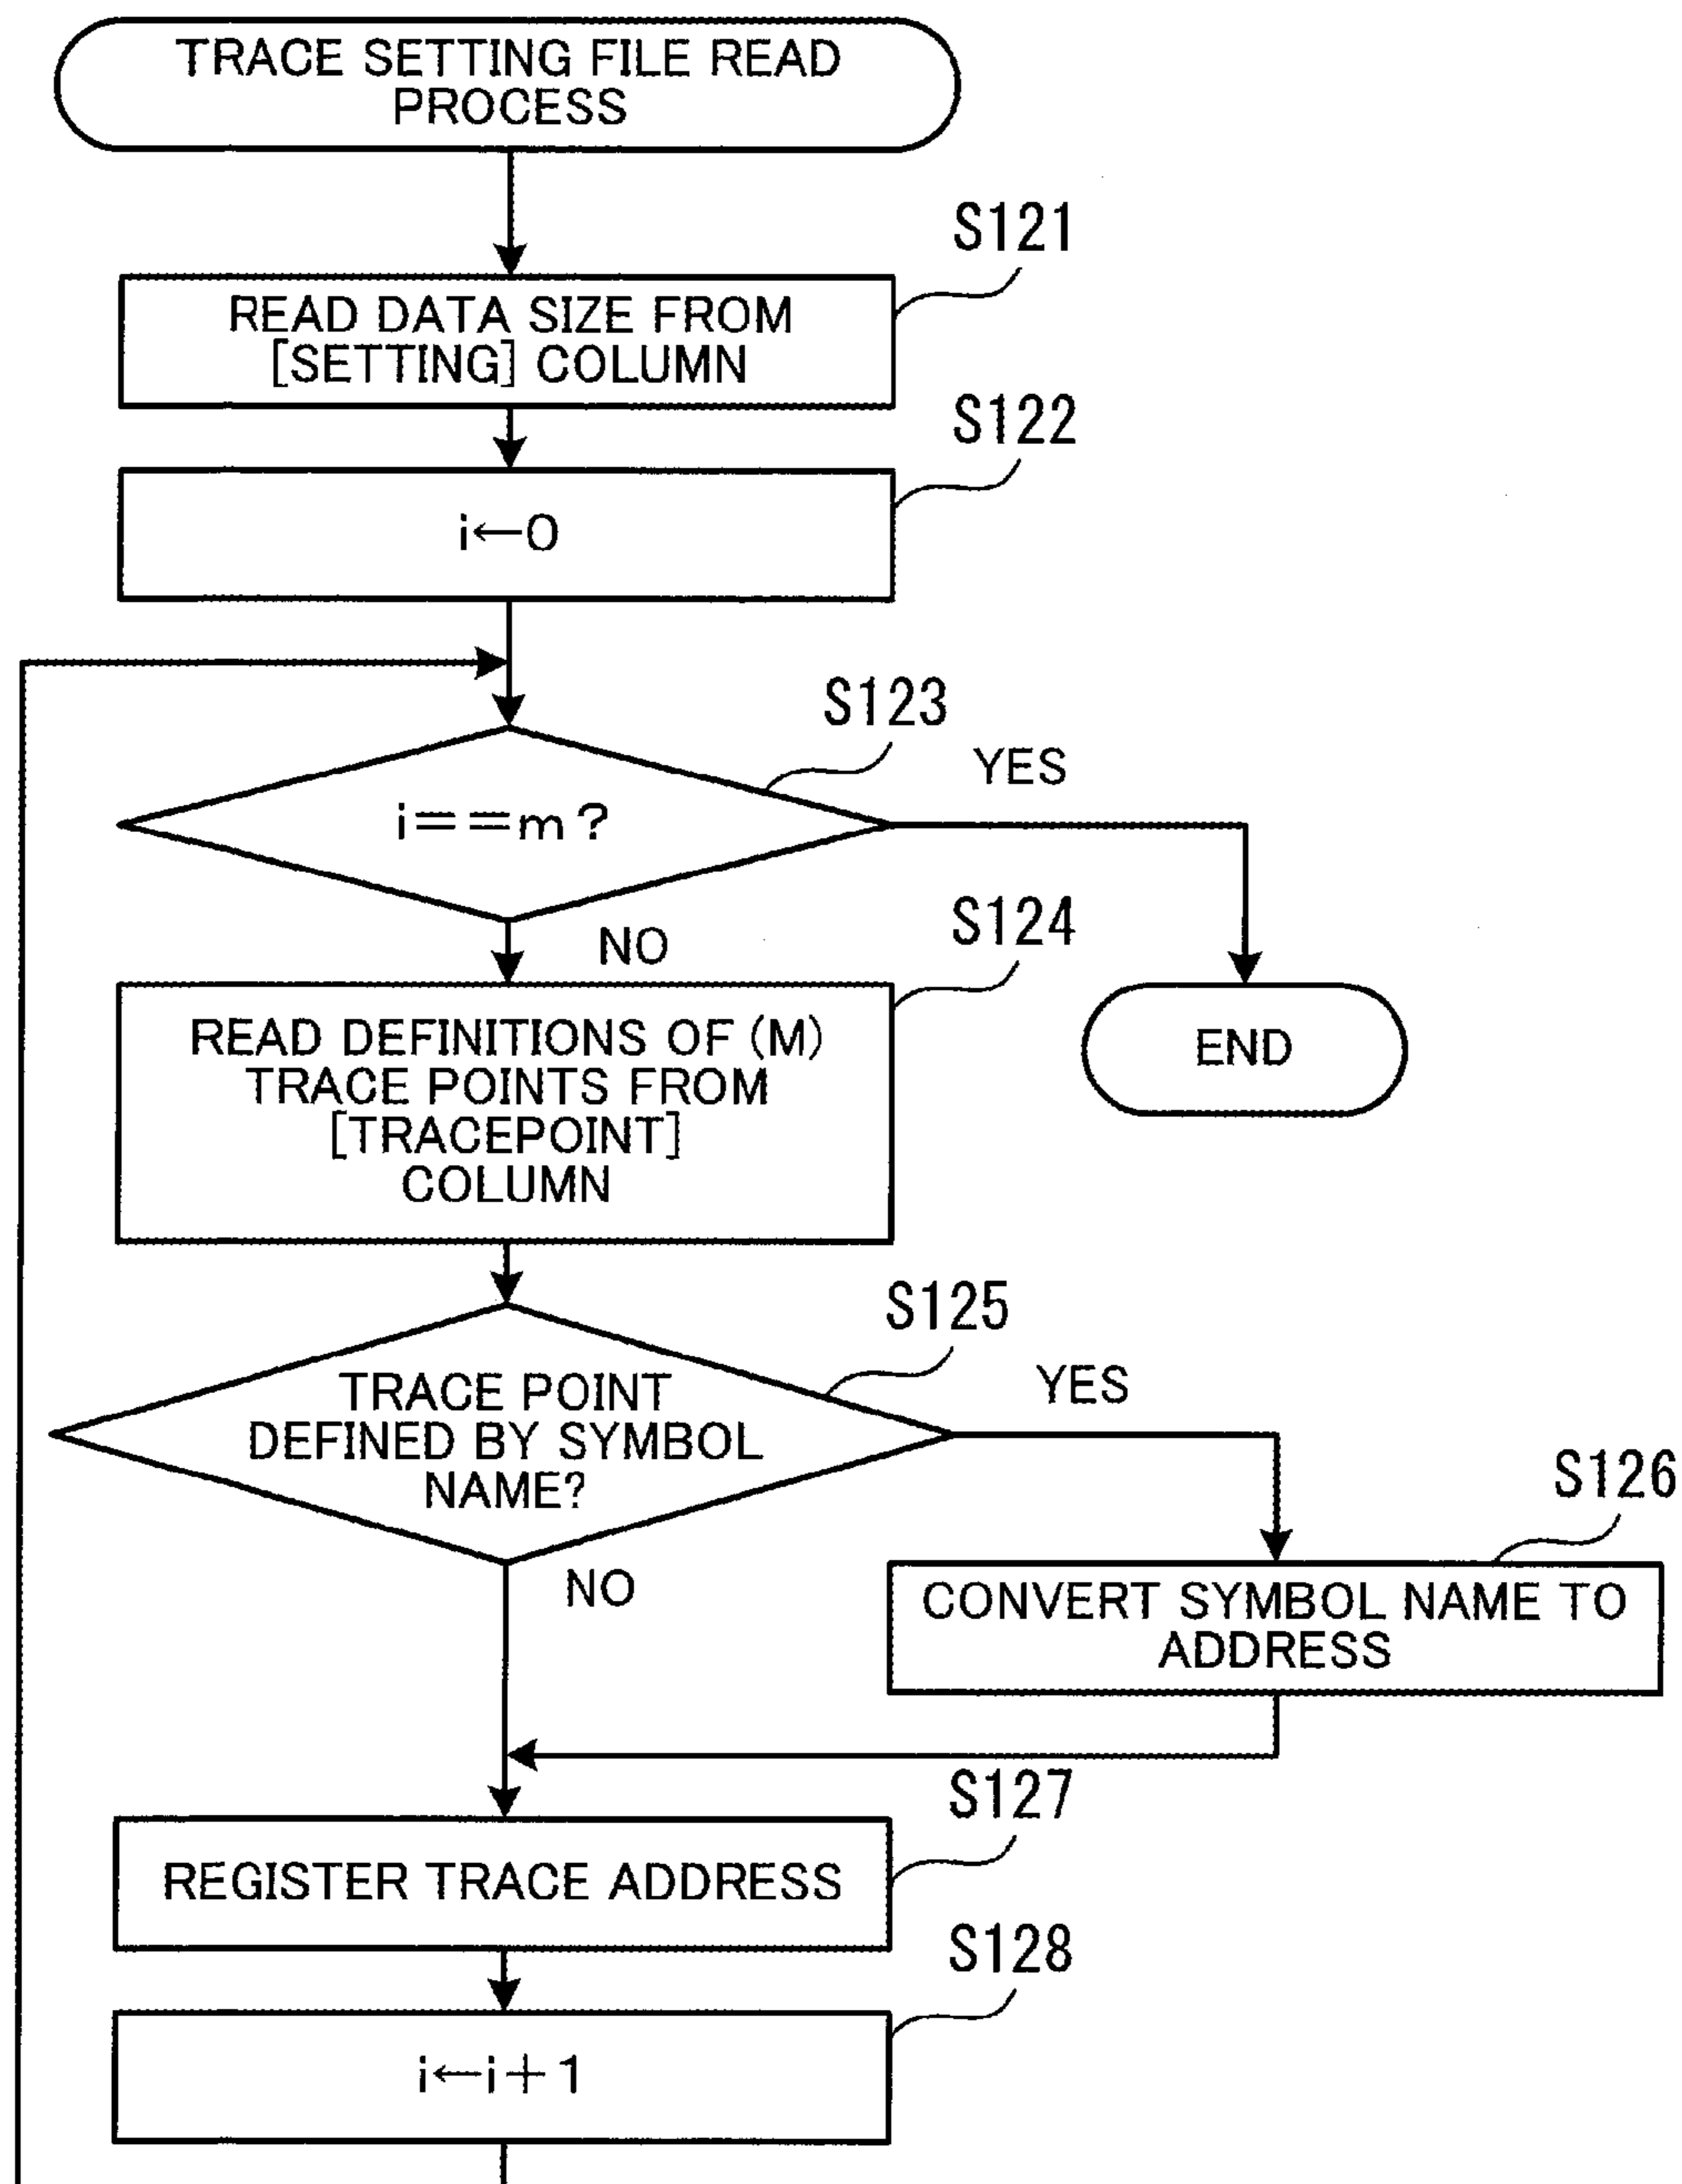 TRACE SETTING FILE READ
PROCESS
S121
READ DATA SIZE FROM
[SETTING] COLUMN
S122
i←0
S123
YES
i==m?
NO
S124
READ DEFINITIONS OF (M)
TRACE POINTS FROM
[TRACEPOINT]
COLUMN
END
S125
YES
TRACE POINT
DEFINED BY SYMBOL
NAME?
NO
S126
CONVERT SYMBOL NAME TO
ADDRESS
S127
REGISTER TRACE ADDRESS
S128
i←i+1